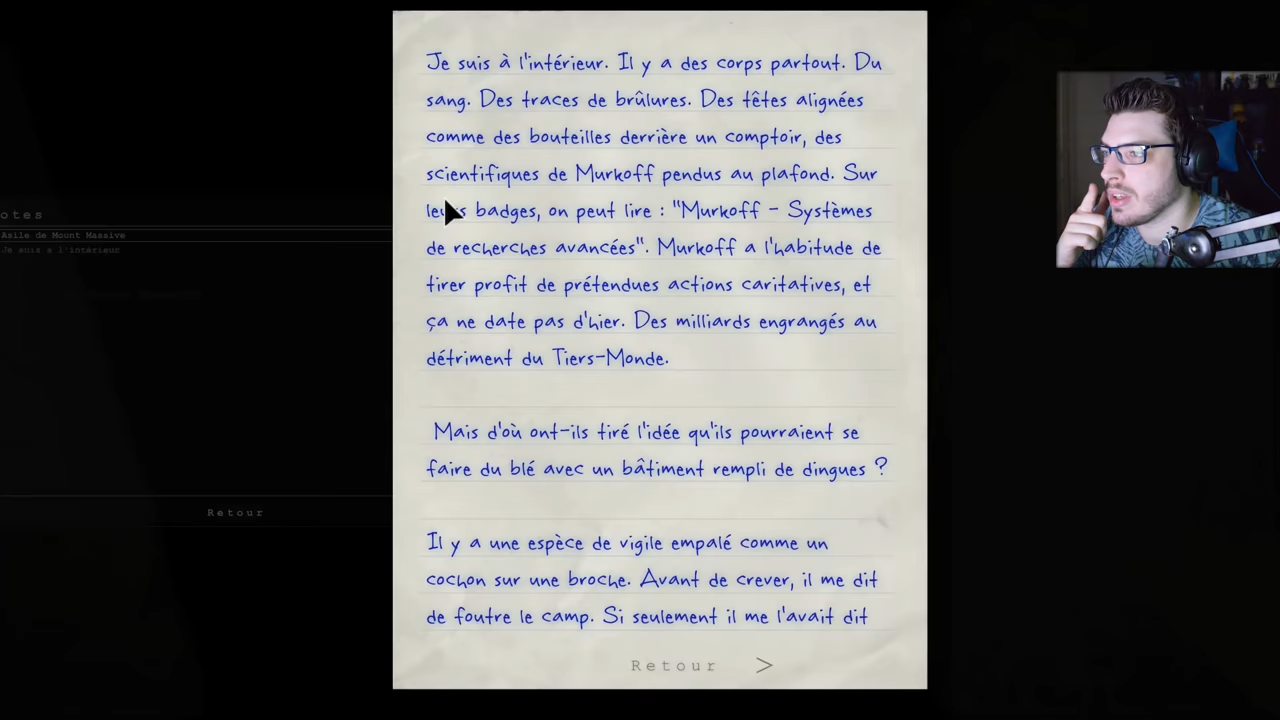 Je suis à l'intérieur. Il y a des corps partout. Du
sang. Des traces de brûlures. Des têtes alignées
comme des bouteilles derrière un comptoir, des
scientifiques de Murkoff pendus au plafond. Sur
leurs badges, on peut lire : "Murkoff - Systèmes
de recherches avancées". Murkoff a l'habitude de
tirer profit de prétendues actions caritatives, et
ça ne date pas d'hier. Des milliards engrangés au
détriment du Tiers-Monde.
Mais d'où ont-ils tiré l'idée qu'ils pourraient se
faire du blé avec un bâtiment rempli de dingues ?
Il y a une espèce de vigile empalé comme un
cochon sur une broche. Avant de crever, il me dit
de foutre le camp. Si seulement il me l'avait dit
Retour >
otes
Asile de Mount Massive
Je suis à l'intérieur
Retour